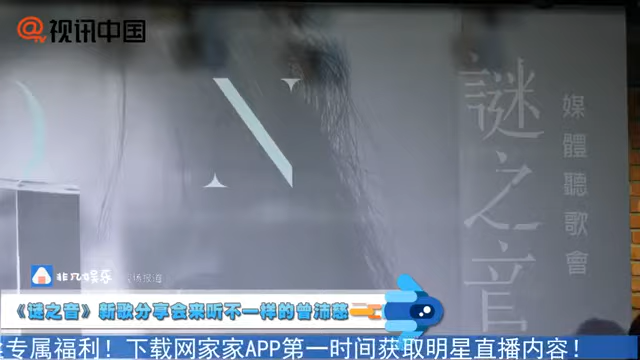 @TV 视讯中国
N
謎之音
媒體聽歌會
非凡娱乐
《谜之音》新歌分享会来听不一样的曾沛慈
专属福利！下载网家家APP第一时间获取明星直播内容！